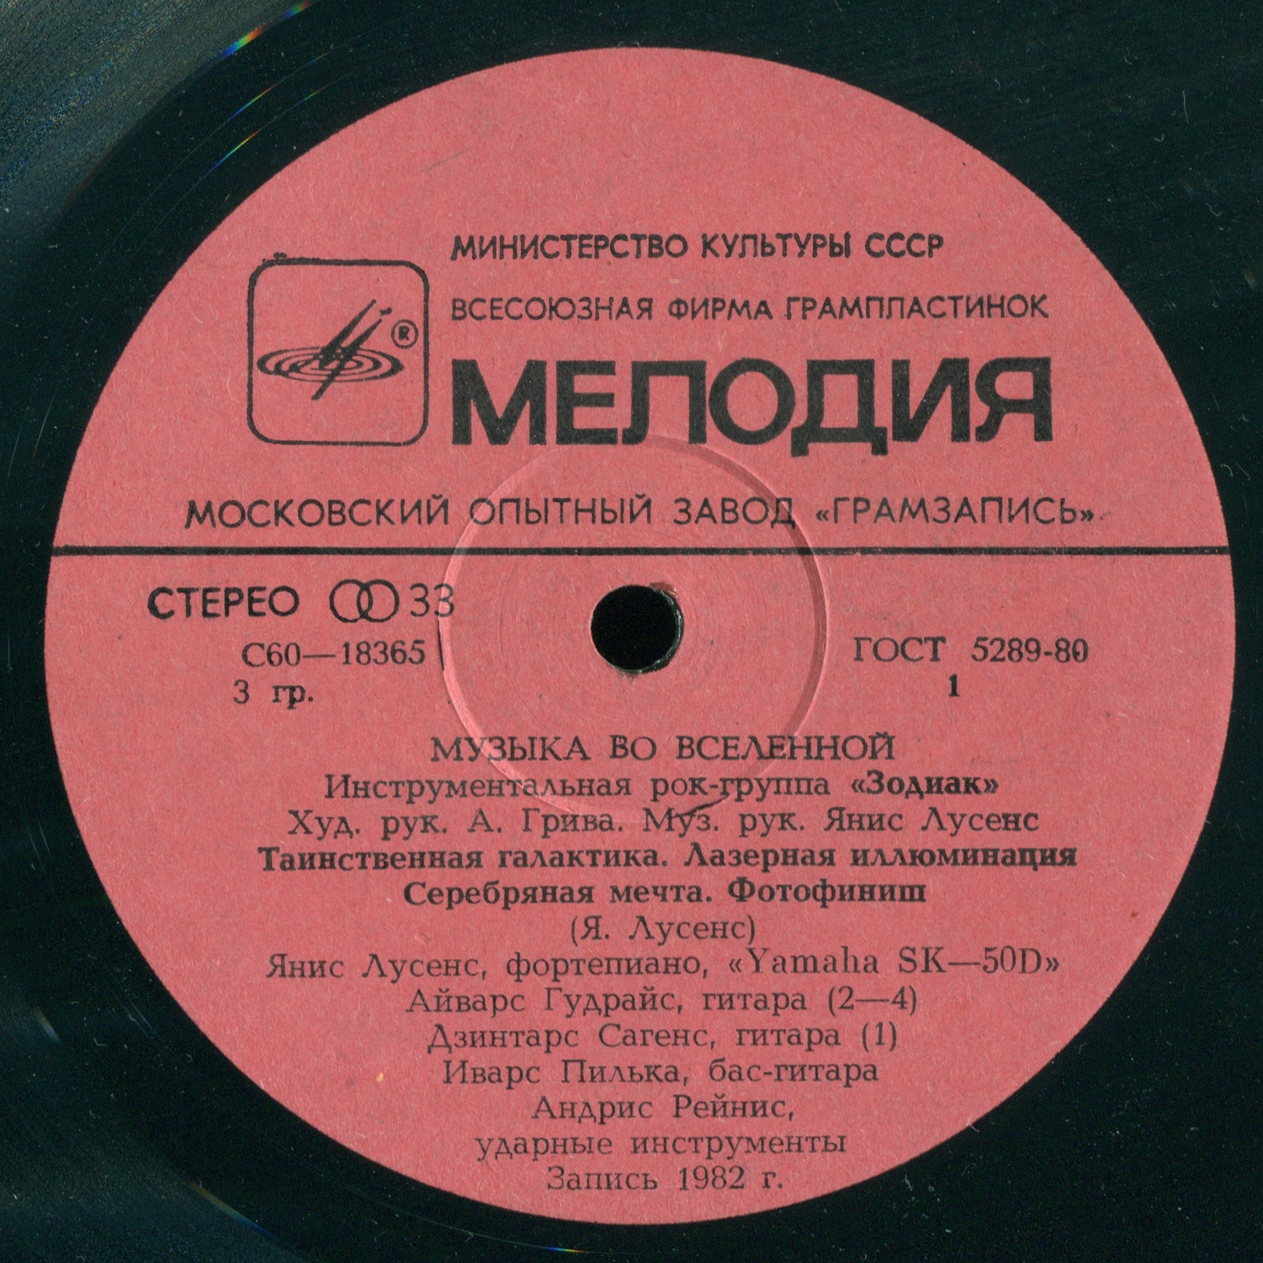 МИНИСТЕРСТВО КУЛЬТУРЫ СССР
ВСЕСОЮЗНАЯ ФИРМА ГРАМПЛАСТИНОК
®
МЕЛОДИЯ
МОСКОВСКИЙ ОПЫТНЫЙ ЗАВОД «ГРАМЗАПИСЬ»
СТЕРЕО 33
С60—18365 ГОСТ 5289-80
3 гр. 1
МУЗЫКА ВО ВСЕЛЕННОЙ
Инструментальная рок-группа «Зодиак»
Худ. рук. А. Грива. Муз. рук. Янис Лусенс
Таинственная галактика. Лазерная иллюминация
Серебряная мечта. Фотофиниш
(Я. Лусенс)
Янис Лусенс, фортепиано, «Yamaha SK—50D»
Айварс Гудрайс, гитара (2—4)
Дзинтарс Сагенс, гитара (1)
Иварс Пилька, бас-гитара
Андрис Рейнис,
ударные инструменты
Запись 1982 г.